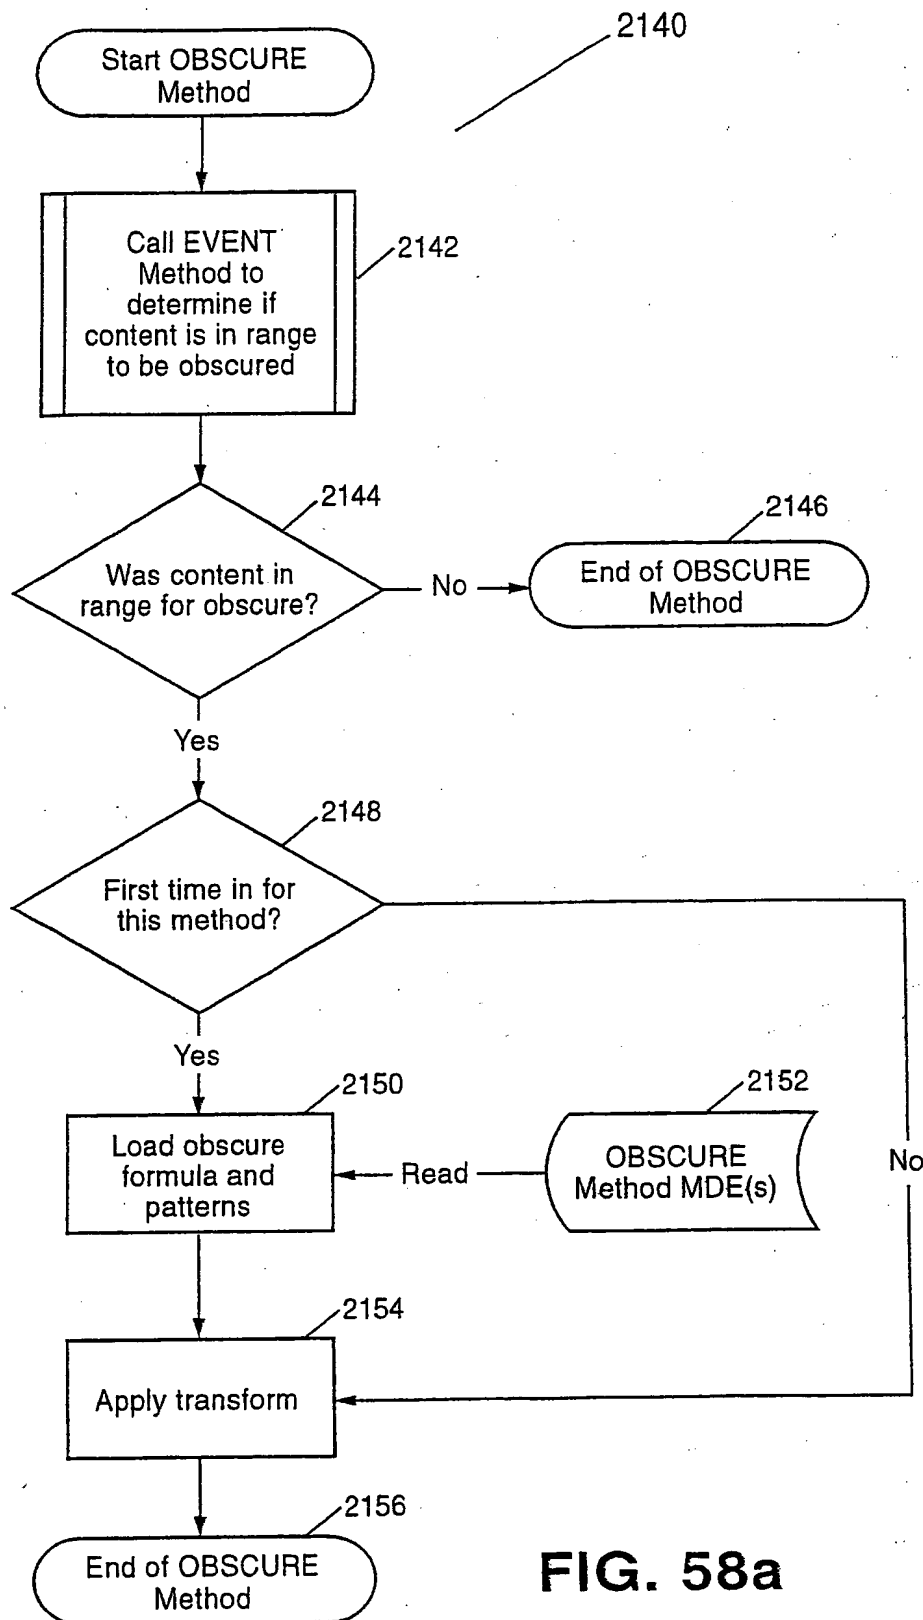 2140
Start OBSCURE
Method
Call EVENT
Method to
determine if
content is in range
to be obscured
2142
2144
Was content in
range for obscure?
No
2146
End of OBSCURE
Method
Yes
2148
First time in for
this method?
Yes
2150
Load obscure
formula and
patterns
Read
2152
OBSCURE
Method MDE(s)
No
2154
Apply transform
2156
End of OBSCURE
Method
FIG. 58a